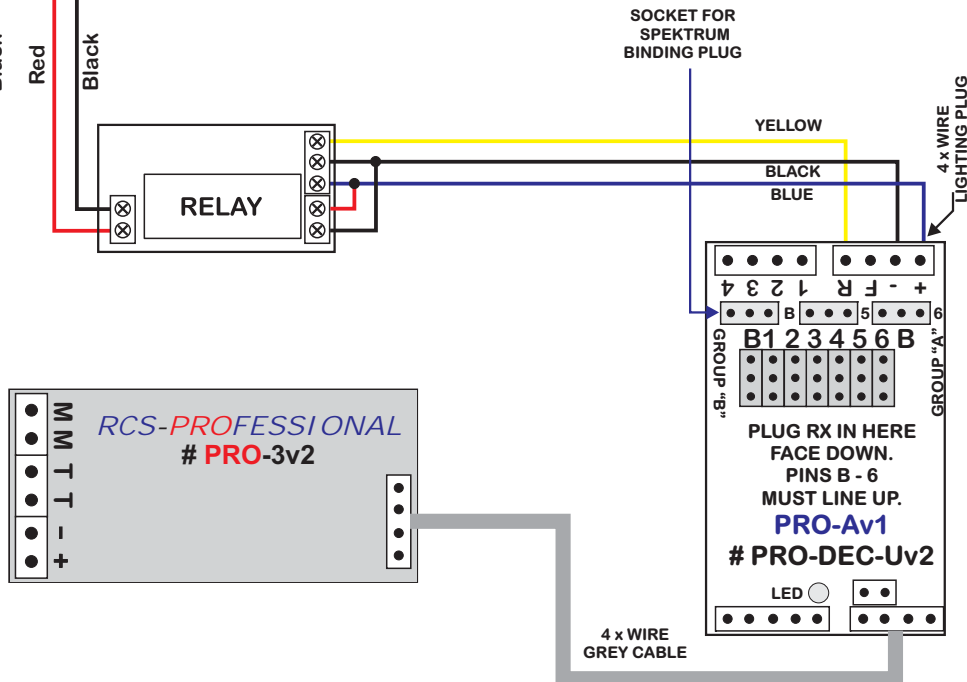 Red
Black
SOCKET FOR
SPEKTRUM
BINDING PLUG
4 x WIRE
LIGHTING PLUG
YELLOW
BLACK
BLUE
RELAY
4 3 2 1 R F - +
B 5 6
B1 2 3 4 5 6 B
GROUP "B"
GROUP "A"
PLUG RX IN HERE
FACE DOWN.
PINS B - 6
MUST LINE UP.
PRO-Av1
# PRO-DEC-Uv2
LED
M
M
T
T
-
+
RCS-PROFESSIONAL
# PRO-3v2
4 x WIRE
GREY CABLE